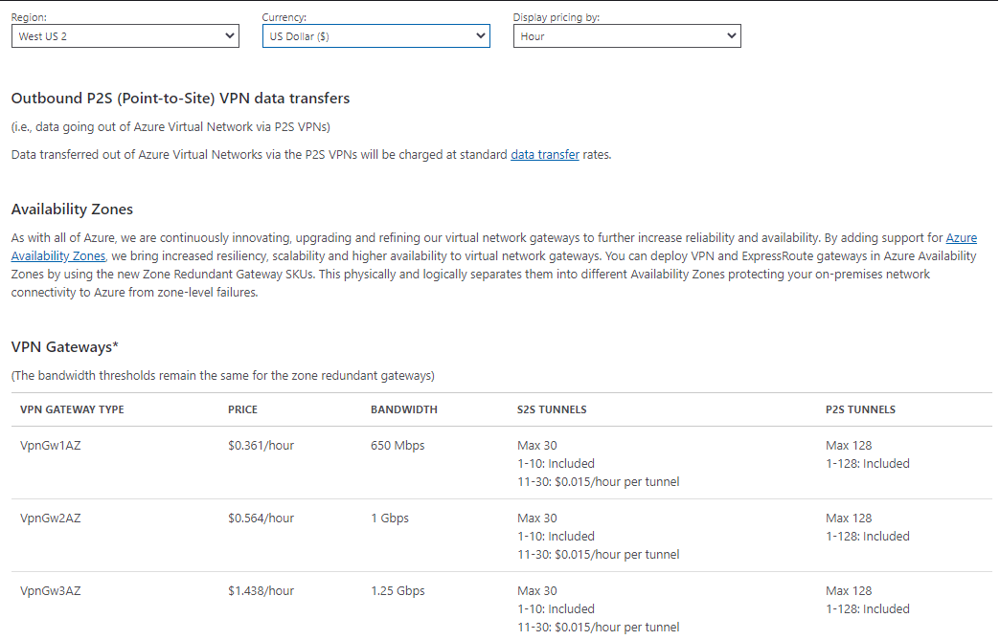 Region:
Currency:
Display pricing by:
West US 2
US Dollar ($)
Hour
Outbound P2S (Point-to-Site) VPN data transfers
(i.e., data going out of Azure Virtual Network via P2S VPNs)
Data transferred out of Azure Virtual Networks via the P2S VPNs will be charged at standard data transfer rates.
Availability Zones
As with all of Azure, we are continuously innovating, upgrading and refining our virtual network gateways to further increase reliability and availability. By adding support for Azure
Availability Zones, we bring increased resiliency, scalability and higher availability to virtual network gateways. You can deploy VPN and ExpressRoute gateways in Azure Availability
Zones by using the new Zone Redundant Gateway SKUs. This physically and logically separates them into different Availability Zones protecting your on-premises network
connectivity to Azure from zone-level failures.
VPN Gateways*
(The bandwidth thresholds remain the same for the zone redundant gateways)
VPN GATEWAY TYPE PRICE BANDWIDTH S2S TUNNELS P2S TUNNELS
VpnGw1AZ $0.361/hour 650 Mbps Max 30 Max 128
1-10: Included 1-128: Included
11-30: $0.015/hour per tunnel
VpnGw2AZ $0.564/hour 1 Gbps Max 30 Max 128
1-10: Included 1-128: Included
11-30: $0.015/hour per tunnel
VpnGw3AZ $1.438/hour 1.25 Gbps Max 30 Max 128
1-10: Included 1-128: Included
11-30: $0.015/hour per tunnel